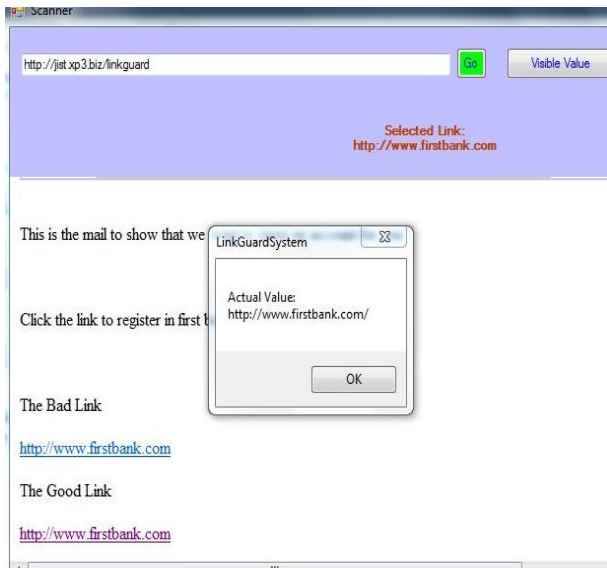 Scanner
http://jist.xp3.biz/linkguard
Go
Visible Value
Selected Link:
http://www.firstbank.com
This is the mail to show that we
LinkGuardSystem
Actual Value:
http://www.firstbank.com/
OK
Click the link to register in first b
The Bad Link
http://www.firstbank.com
The Good Link
http://www.firstbank.com